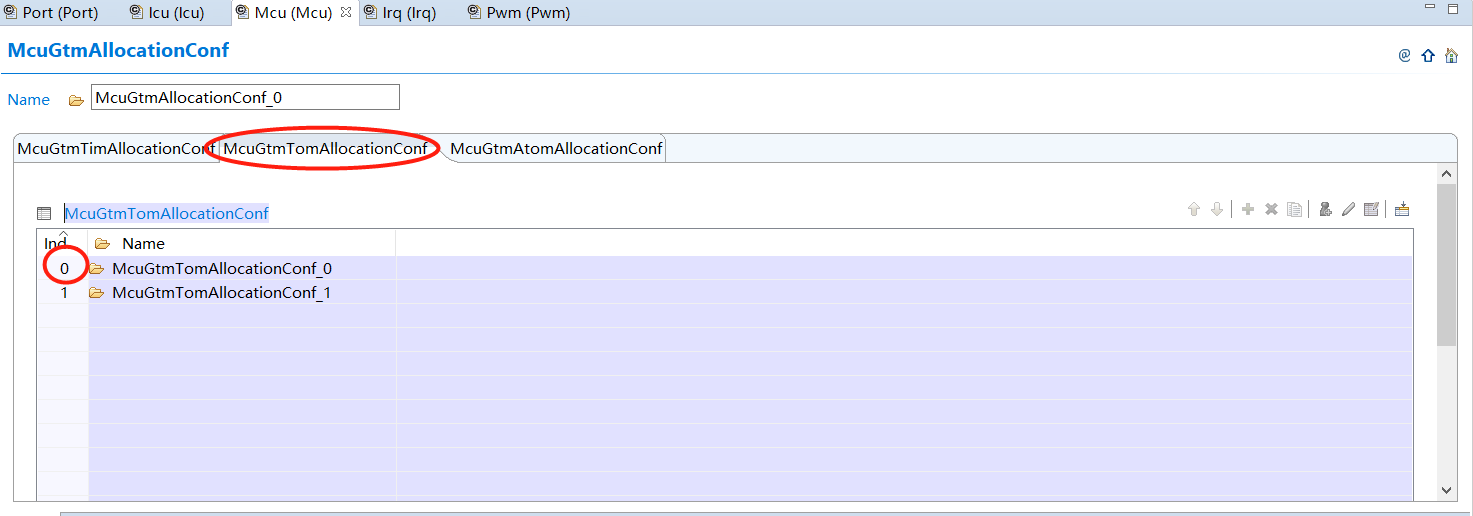 Port (Port) Icu (Icu) Mcu (Mcu) Irq (Irq) Pwm (Pwm)
McuGtmAllocationConf
Name McuGtmAllocationConf_0
McuGtmTimAllocationConf McuGtmTomAllocationConf McuGtmAtomAllocationConf
McuGtmTomAllocationConf
Ind Name
0 McuGtmTomAllocationConf_0
1 McuGtmTomAllocationConf_1